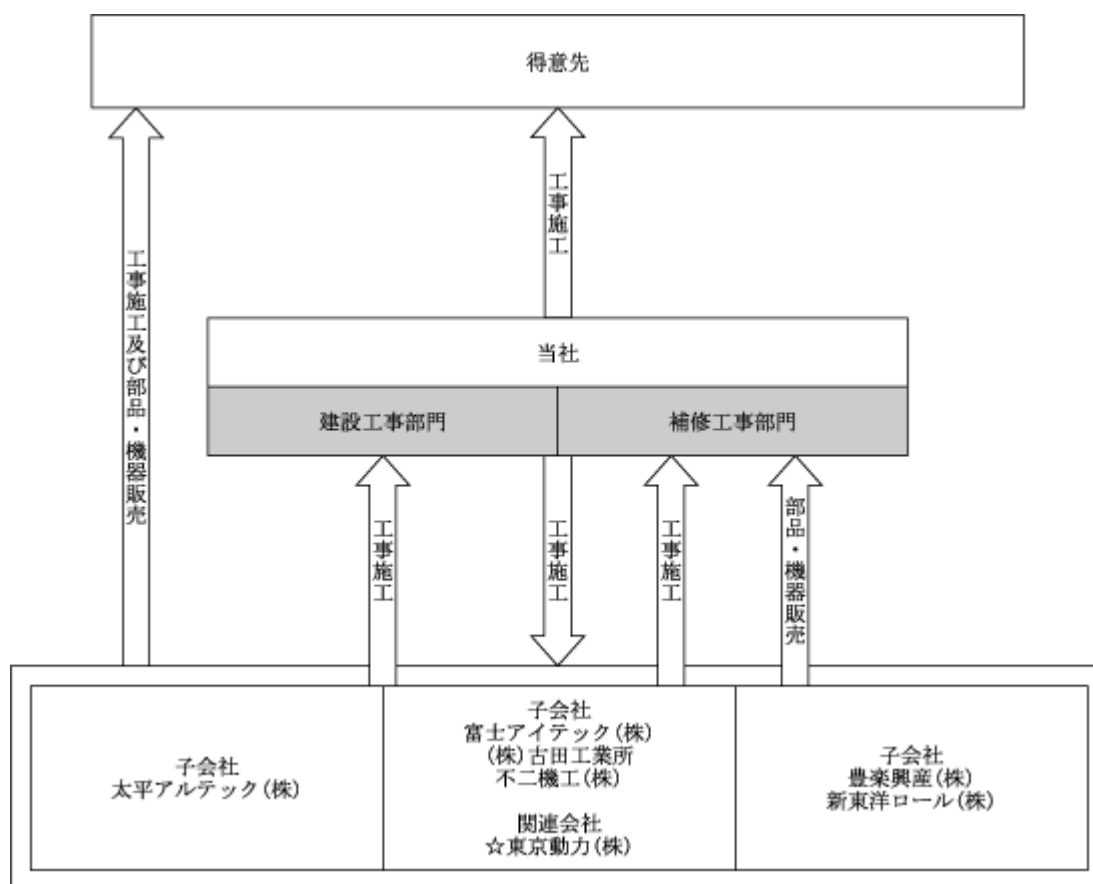 得意先
工事施工
工事施工及び部品・機器販売
当社
建設工事部門
補修工事部門
工事施工
工事施工
工事施工
部品・機器販売
子会社
太平アルテック(株)
子会社
富士アイテック(株)
(株)古田工業所
不二機工(株)
関連会社
☆東京動力(株)
子会社
豊楽興産(株)
新東洋ロール(株)